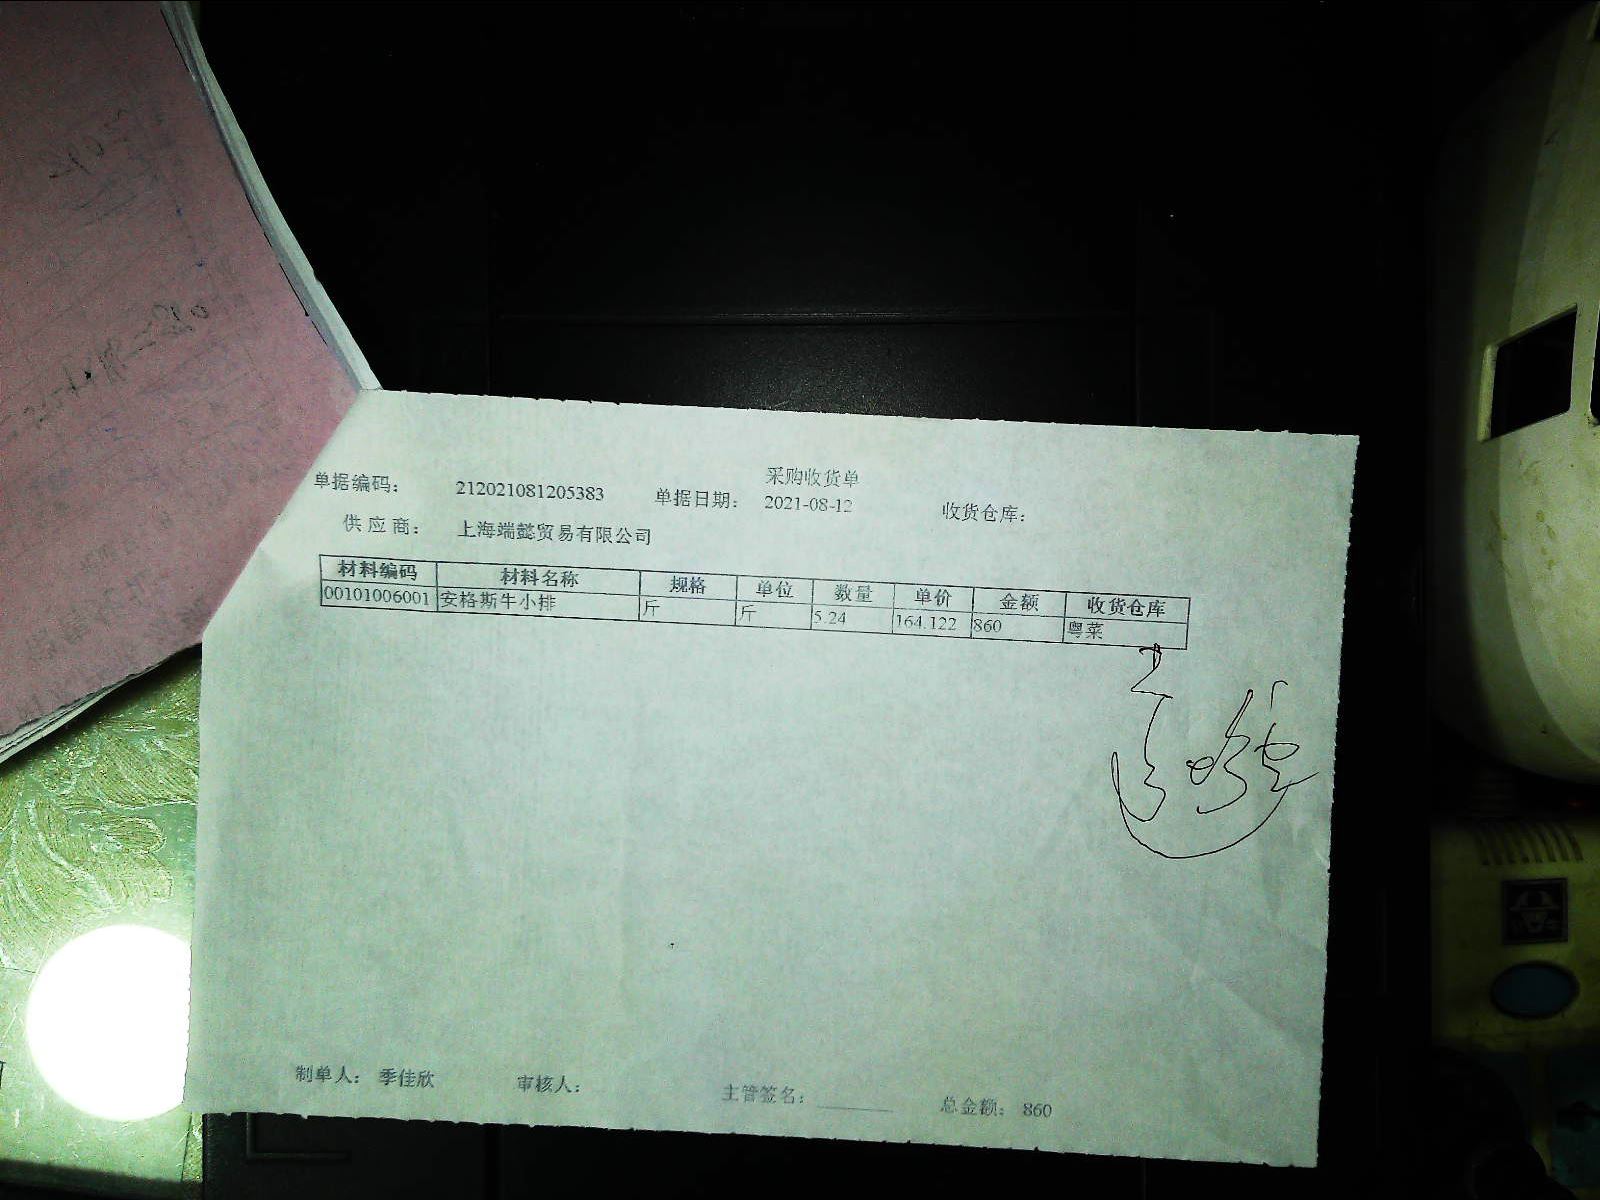 采购收货单
单据编码： 212021081205383 单据日期： 2021-08-12 收货仓库：
供应商： 上海端懿贸易有限公司
材料编码 材料名称 规格 单位 数量 单价 金额 收货仓库
00101006001 安格斯牛小排 斤 斤 5.24 164.122 860 粤菜
制单人： 季佳欣 审核人： 主管签名： 总金额： 860